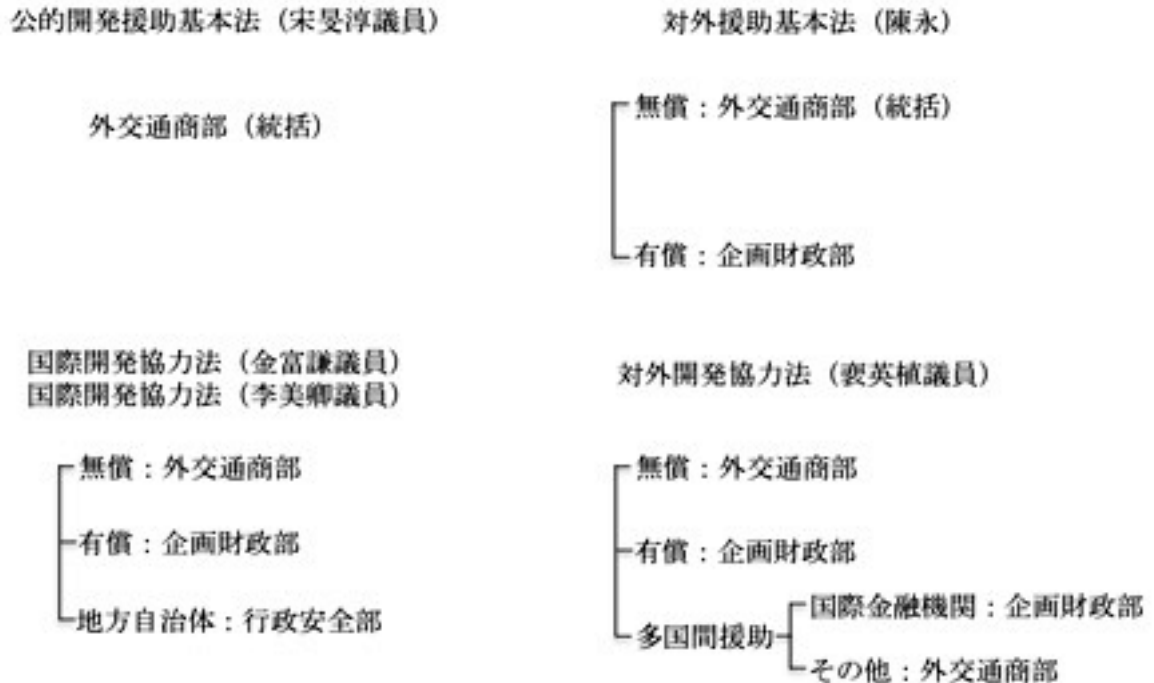 公的開発援助基本法（宋旻淳議員）
外交通商部（統括）
対外援助基本法（陳永）
無償：外交通商部（統括）
有償：企画財政部
国際開発協力法（金富謙議員）
国際開発協力法（李美卿議員）
無償：外交通商部
有償：企画財政部
地方自治体：行政安全部
対外開発協力法（裵英植議員）
無償：外交通商部
有償：企画財政部
多国間援助
国際金融機関：企画財政部
その他：外交通商部